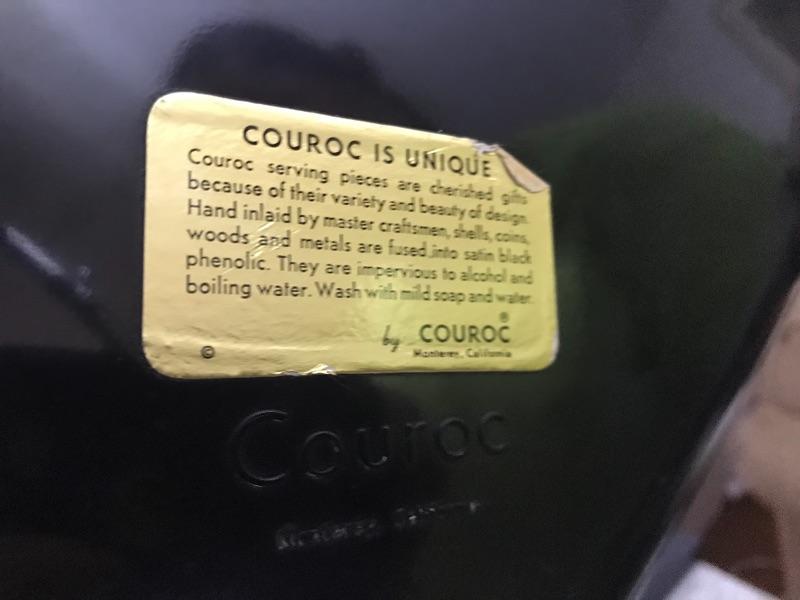 COUROC IS UNIQUE
Couroc serving pieces are cherished gifts
because of their variety and beauty of design.
Hand inlaid by master craftsmen, shells, coins,
woods and metals are fused into satin black
phenolic. They are impervious to alcohol and
boiling water. Wash with mild soap and water.
by COUROC®
© Monterey, California
Couroc